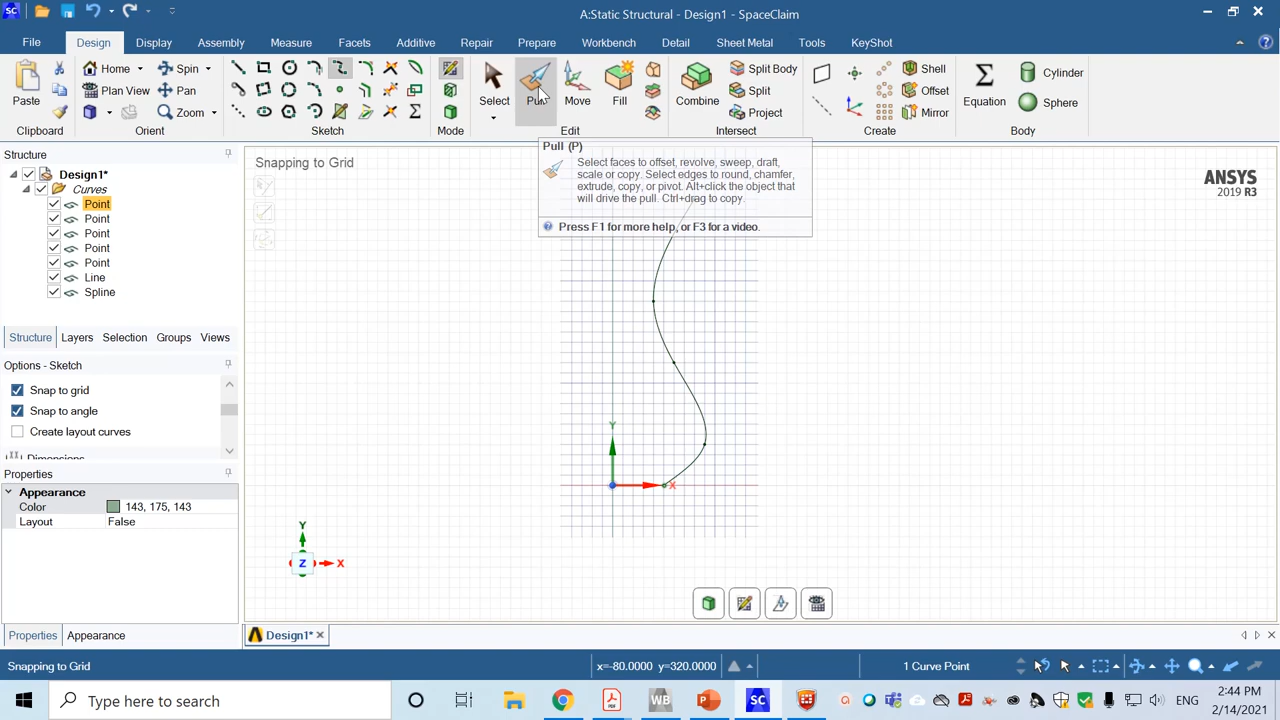 A:Static Structural - Design1 - SpaceClaim
File Design Display Assembly Measure Facets Additive Repair Prepare Workbench Detail Sheet Metal Tools KeyShot
Paste
Clipboard
Home Spin
Plan View Pan
Zoom
Orient
Sketch
Mode
Select Pull Move Fill
Edit
Combine Split Body
Split
Project
Intersect
Shell
Offset
Mirror
Create
Equation Cylinder
Sphere
Body
Structure
Design1*
Curves
Point
Point
Point
Point
Point
Line
Spline
Structure Layers Selection Groups Views
Options - Sketch
Snap to grid
Snap to angle
Create layout curves
Dimensions
Properties
Appearance
Color 143, 175, 143
Layout False
Properties Appearance
Snapping to Grid
Pull (P)
Select faces to offset, revolve, sweep, draft,
scale or copy. Select edges to round, chamfer,
extrude, copy, or pivot. Alt+click the object that
will drive the pull. Ctrl+drag to copy.
Press F1 for more help, or F3 for a video.
ANSYS
2019 R3
Y
X
Y
Z X
Design1*
Snapping to Grid x=-80.0000 y=320.0000 1 Curve Point
Type here to search
WB
SC
ENG
2:44 PM
2/14/2021